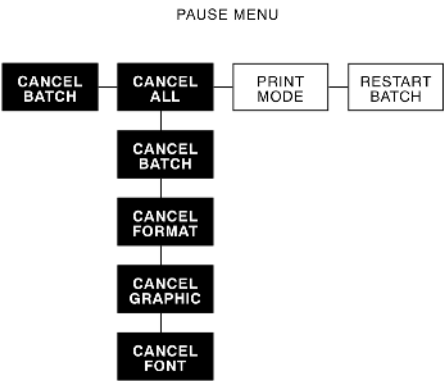 PAUSE MENU
CANCEL
BATCH
CANCEL
ALL
PRINT
MODE
RESTART
BATCH
CANCEL
BATCH
CANCEL
FORMAT
CANCEL
GRAPHIC
CANCEL
FONT